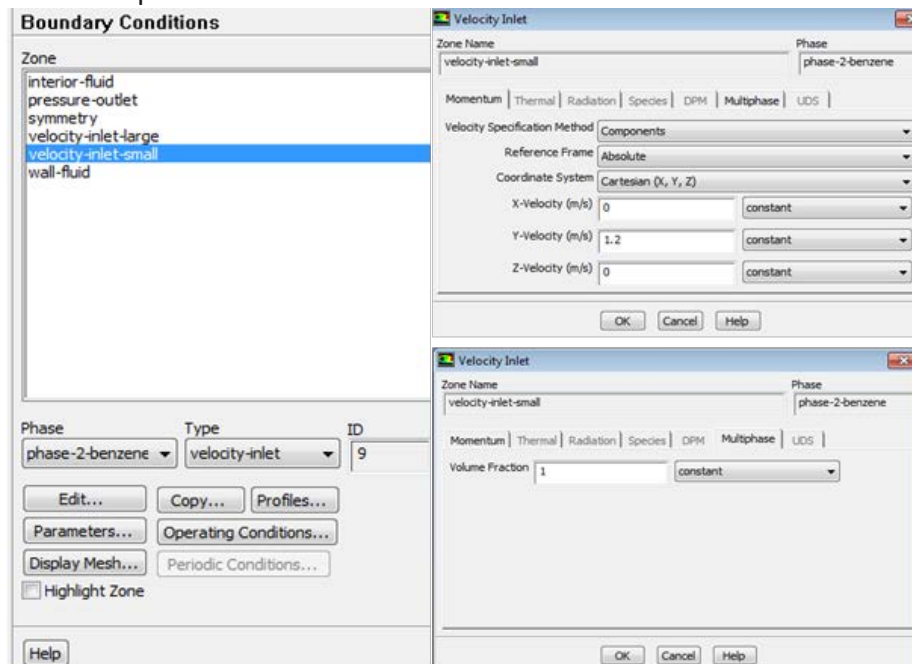 Boundary Conditions
Zone
interior-fluid
pressure-outlet
symmetry
velocity-inlet-large
velocity-inlet-small
wall-fluid
Phase Type ID
phase-2-benzene velocity-inlet 9
Edit... Copy... Profiles...
Parameters... Operating Conditions...
Display Mesh... Periodic Conditions...
Highlight Zone
Help
Velocity Inlet
Zone Name Phase
velocity-inlet-small phase-2-benzene
Momentum Thermal Radiation Species DPM Multiphase UDS
Velocity Specification Method Components
Reference Frame Absolute
Coordinate System Cartesian (X, Y, Z)
X-Velocity (m/s) 0 constant
Y-Velocity (m/s) 1.2 constant
Z-Velocity (m/s) 0 constant
OK Cancel Help
Velocity Inlet
Zone Name Phase
velocity-inlet-small phase-2-benzene
Momentum Thermal Radiation Species DPM Multiphase UDS
Volume Fraction 1 constant
OK Cancel Help